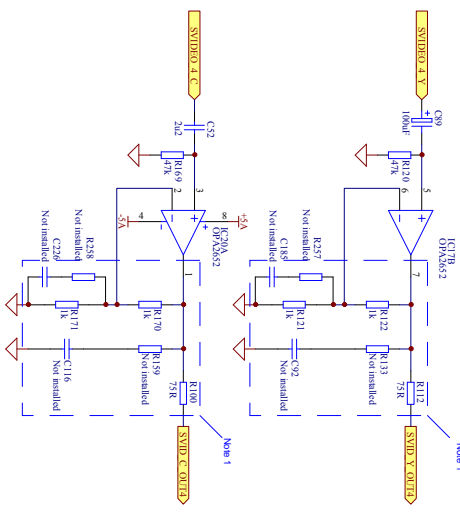 SVIDEO 4 Y
C89
+
100uF
R120
47k
5
6
IC17B
OPA2652
7
R257
Not installed
C185
Not installed
R122
1k
R121
1k
R133
Not installed
C92
Not installed
R112
75R
SVID Y OUT4
SVIDEO 4 C
C52
2u2
R169
47k
3
2
8
+5A
4
-5A
IC20A
OPA2652
1
R258
Not installed
C226
Not installed
R170
1k
R171
1k
R159
Not installed
C116
Not installed
R100
75R
SVID C OUT4
Note 1